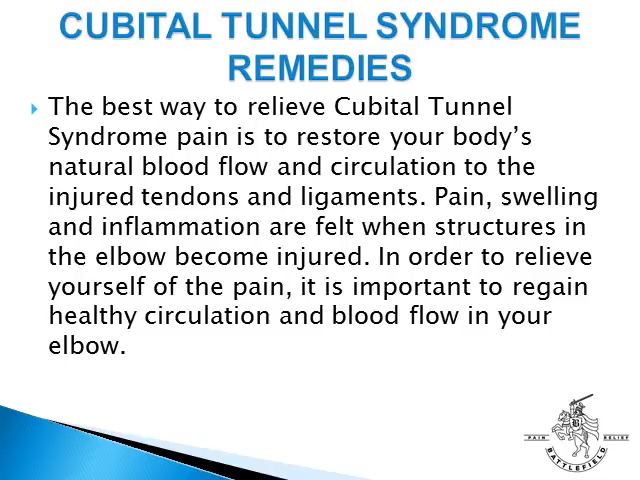 CUBITAL TUNNEL SYNDROME
REMEDIES
The best way to relieve Cubital Tunnel
Syndrome pain is to restore your body’s
natural blood flow and circulation to the
injured tendons and ligaments. Pain, swelling
and inflammation are felt when structures in
the elbow become injured. In order to relieve
yourself of the pain, it is important to regain
healthy circulation and blood flow in your
elbow.
PAIN RELIEF
BATTLEFIELD